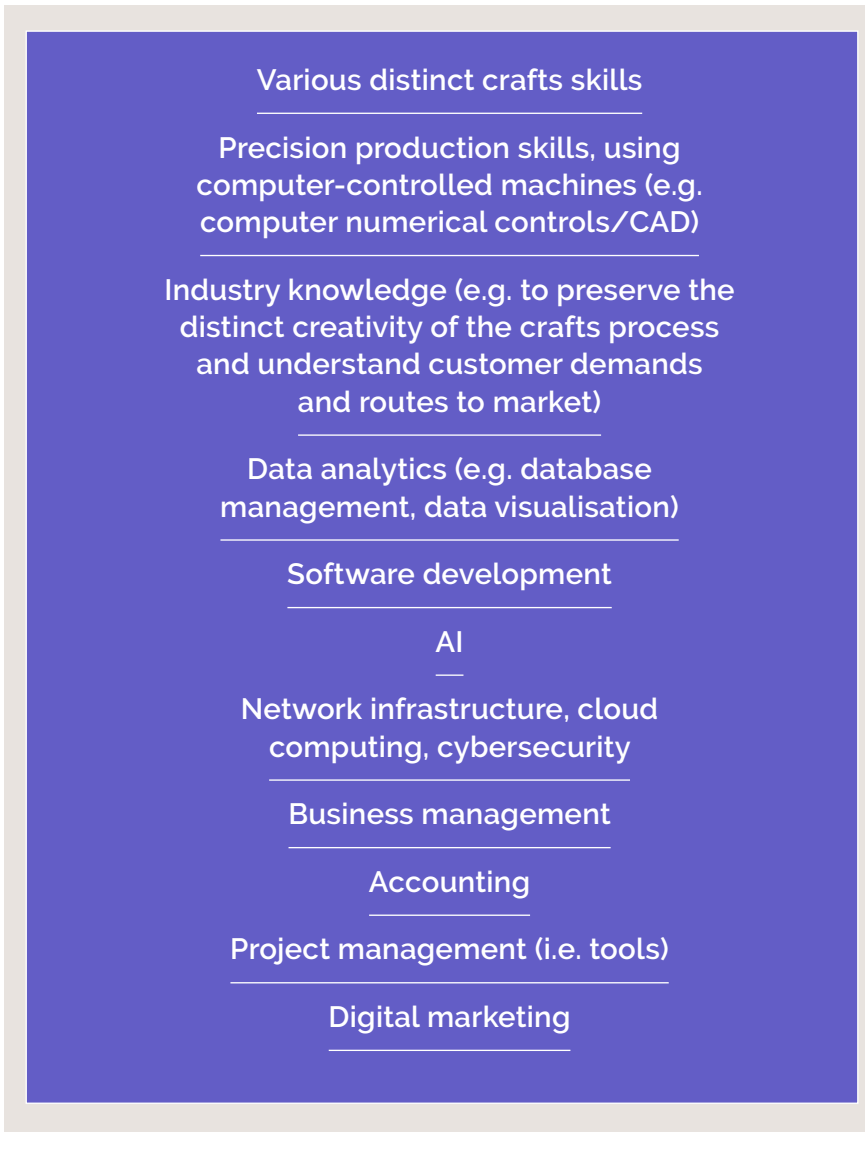 Various distinct crafts skills
Precision production skills, using
computer-controlled machines (e.g.
computer numerical controls/CAD)
Industry knowledge (e.g. to preserve the
distinct creativity of the crafts process
and understand customer demands
and routes to market)
Data analytics (e.g. database
management, data visualisation)
Software development
AI
Network infrastructure, cloud
computing, cybersecurity
Business management
Accounting
Project management (i.e. tools)
Digital marketing